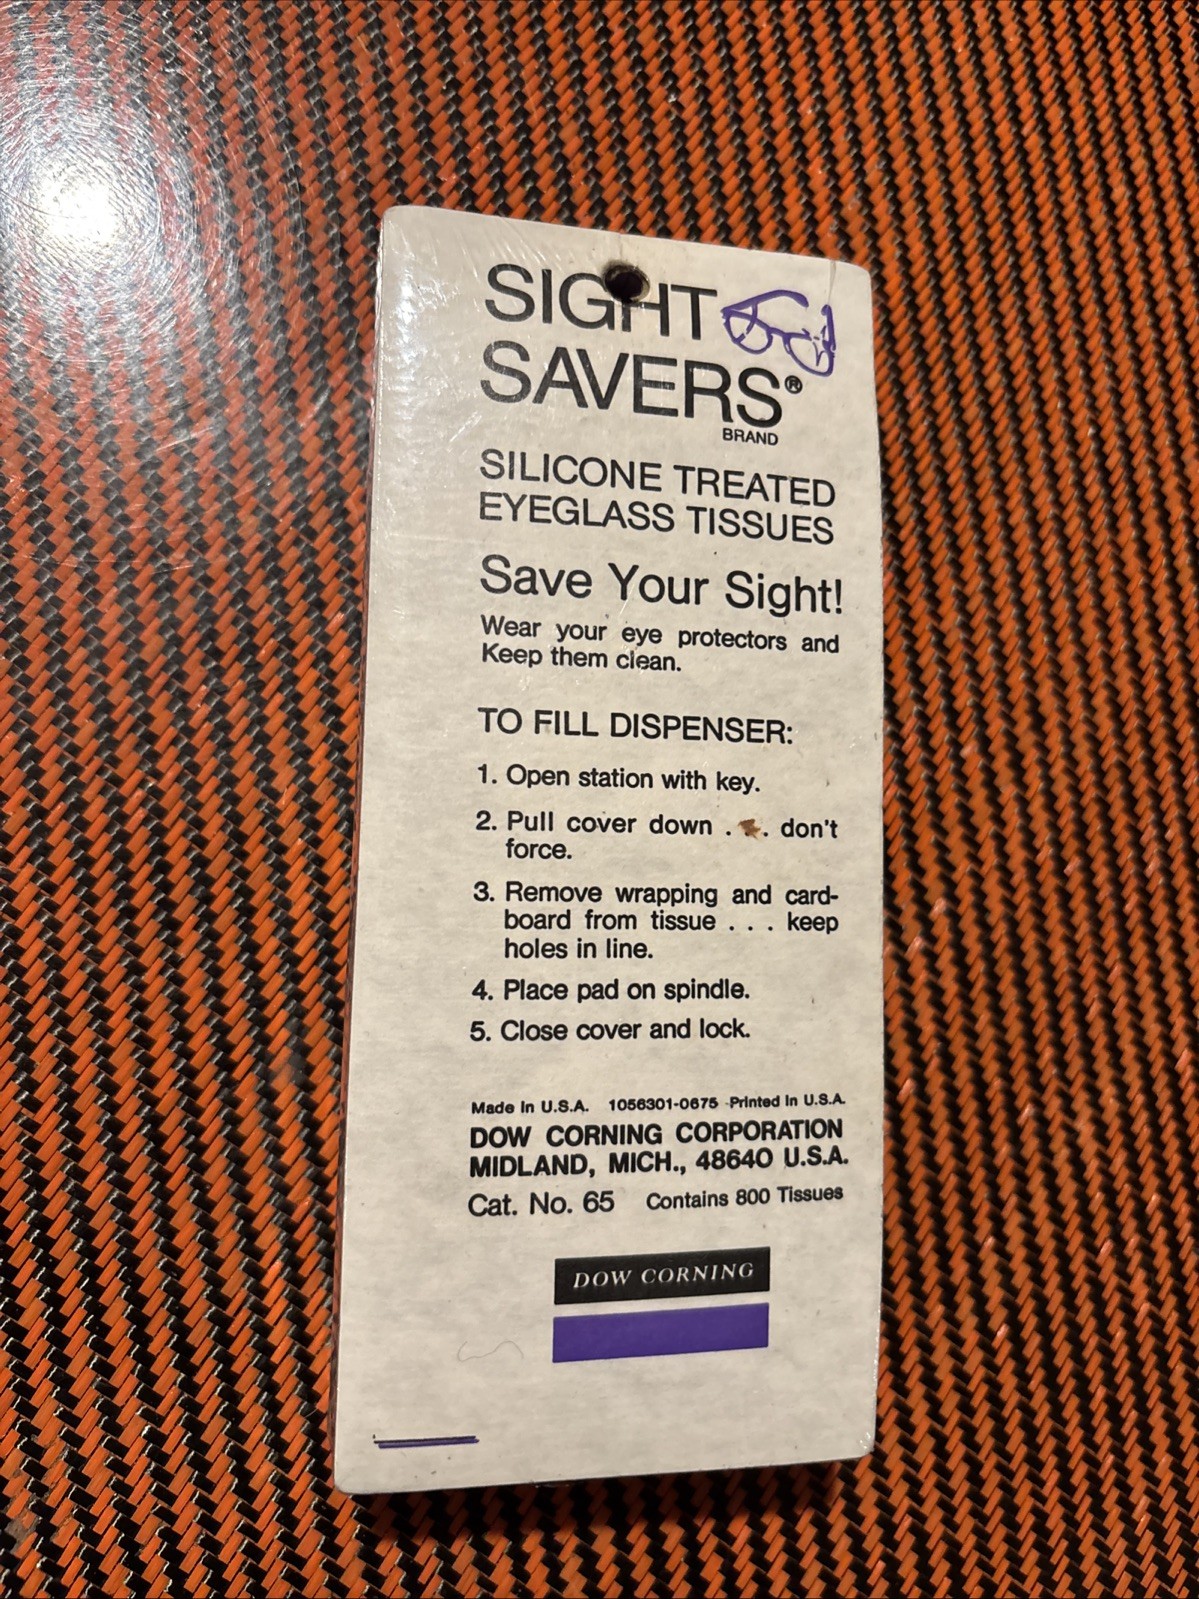 SIGHT
SAVERS®
BRAND
SILICONE TREATED
EYEGLASS TISSUES
Save Your Sight!
Wear your eye protectors and
Keep them clean.
TO FILL DISPENSER:
1. Open station with key.
2. Pull cover down . . . don't
force.
3. Remove wrapping and card-
board from tissue . . . keep
holes in line.
4. Place pad on spindle.
5. Close cover and lock.
Made in U.S.A. 1056301-0675 Printed in U.S.A.
DOW CORNING CORPORATION
MIDLAND, MICH., 48640 U.S.A.
Cat. No. 65 Contains 800 Tissues
DOW CORNING